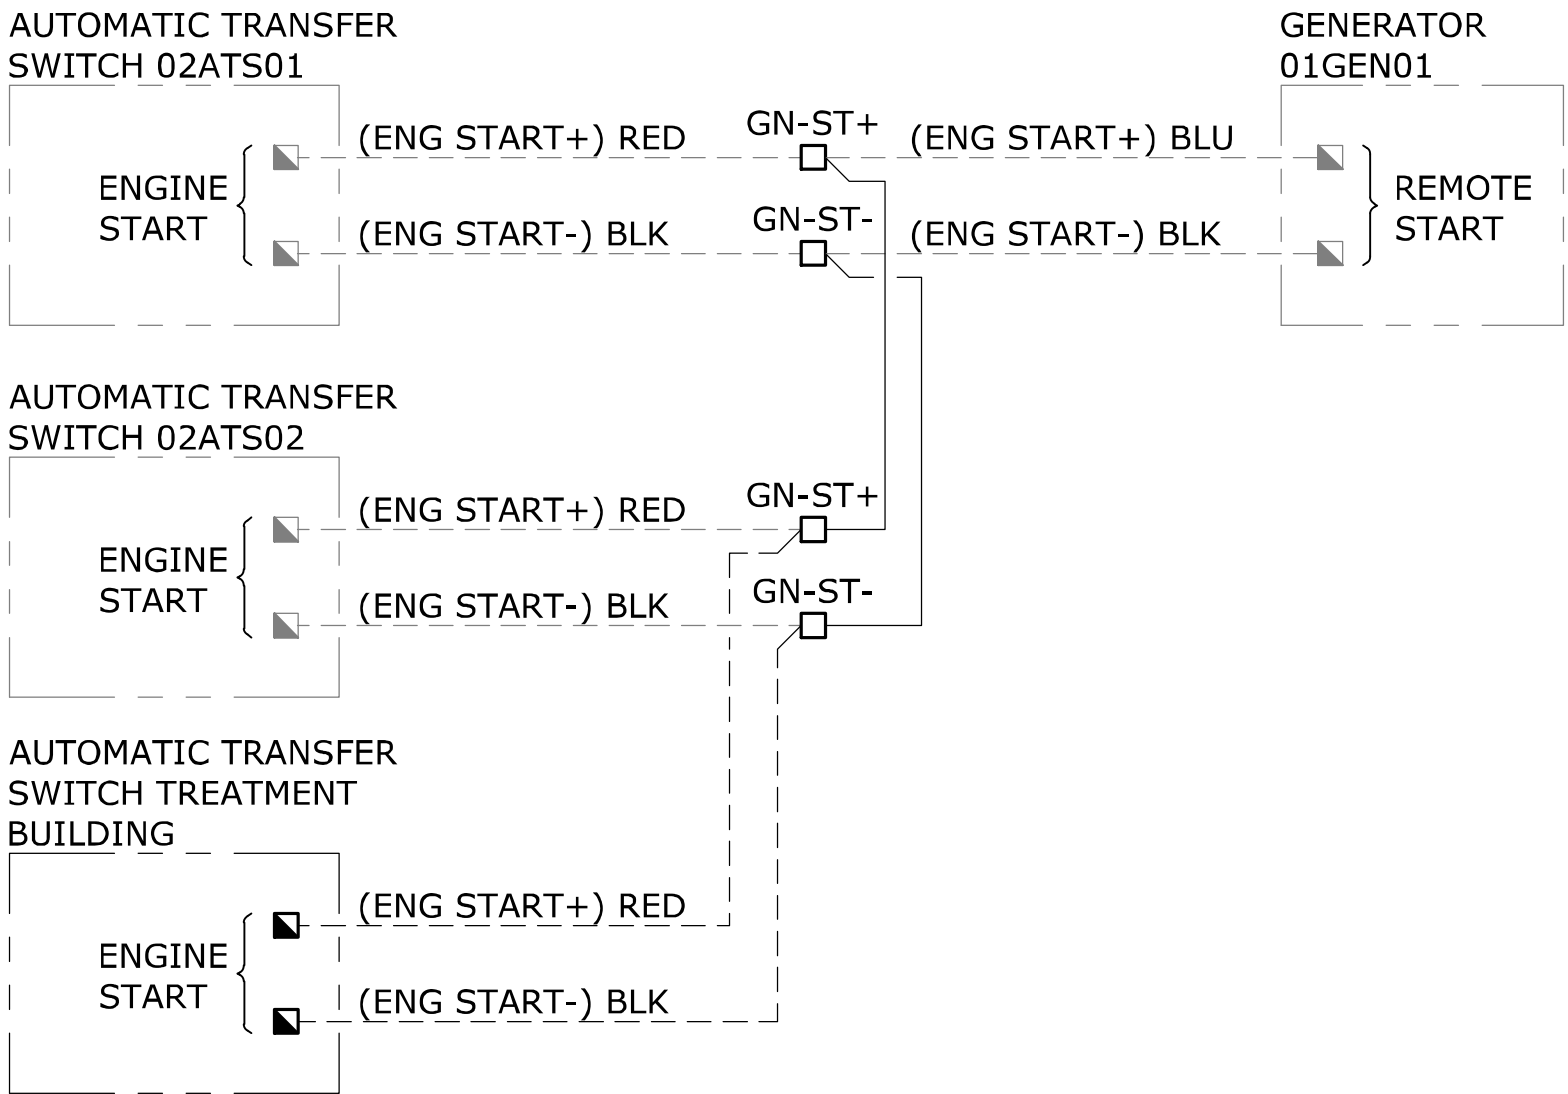 AUTOMATIC TRANSFER
SWITCH 02ATS01
GENERATOR
01GEN01
(ENG START+) RED
GN-ST+
(ENG START+) BLU
ENGINE
START
REMOTE
START
(ENG START-) BLK
GN-ST-
(ENG START-) BLK
AUTOMATIC TRANSFER
SWITCH 02ATS02
(ENG START+) RED
GN-ST+
ENGINE
START
(ENG START-) BLK
GN-ST-
AUTOMATIC TRANSFER
SWITCH TREATMENT
BUILDING
(ENG START+) RED
ENGINE
START
(ENG START-) BLK